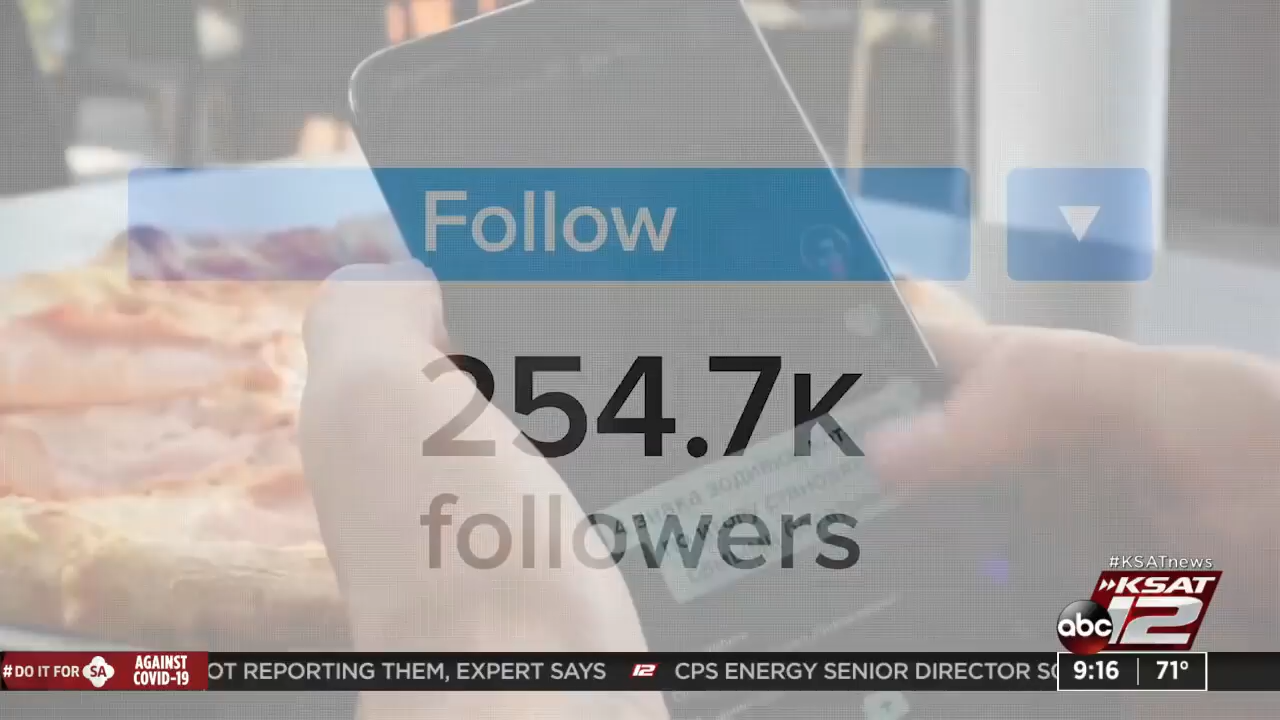 Follow
254.7K
followers
#KSATnews
KSAT
abc 12
#DO IT FOR SA
AGAINST
COVID-19
OT REPORTING THEM, EXPERT SAYS 12 CPS ENERGY SENIOR DIRECTOR
9:16 71°